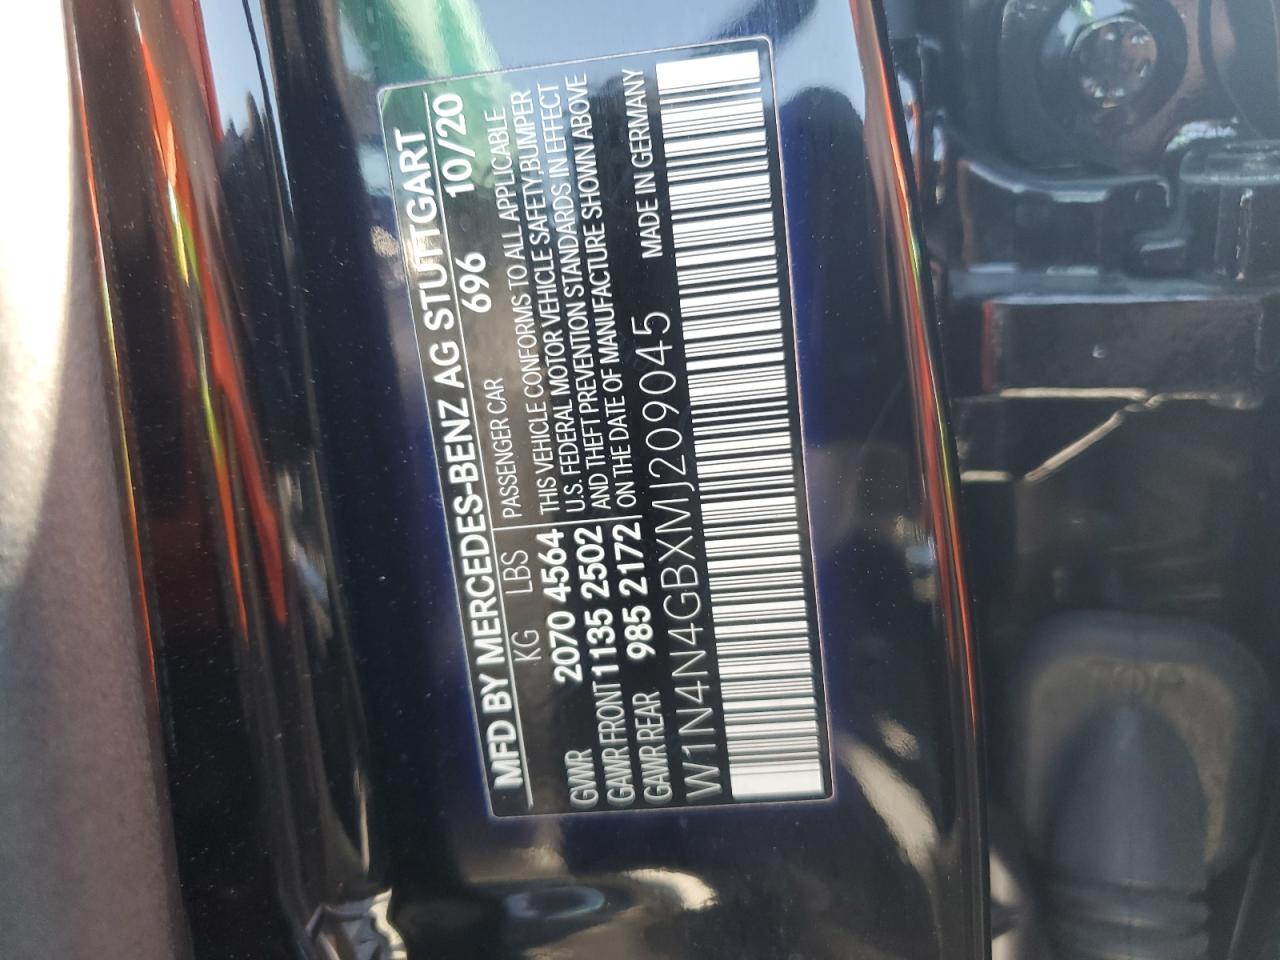 MFD BY MERCEDES-BENZ AG STUTTGART
KG LBS PASSENGER CAR 696 10/20
GVWR 2070 4564 THIS VEHICLE CONFORMS TO ALL APPLICABLE
GAWR FRONT 1135 2502 U.S. FEDERAL MOTOR VEHICLE SAFETY,BUMPER
GAWR REAR 985 2172 AND THEFT PREVENTION STANDARDS IN EFFECT
ON THE DATE OF MANUFACTURE SHOWN ABOVE
W1N4N4GBXMJ209045 MADE IN GERMANY
TOP